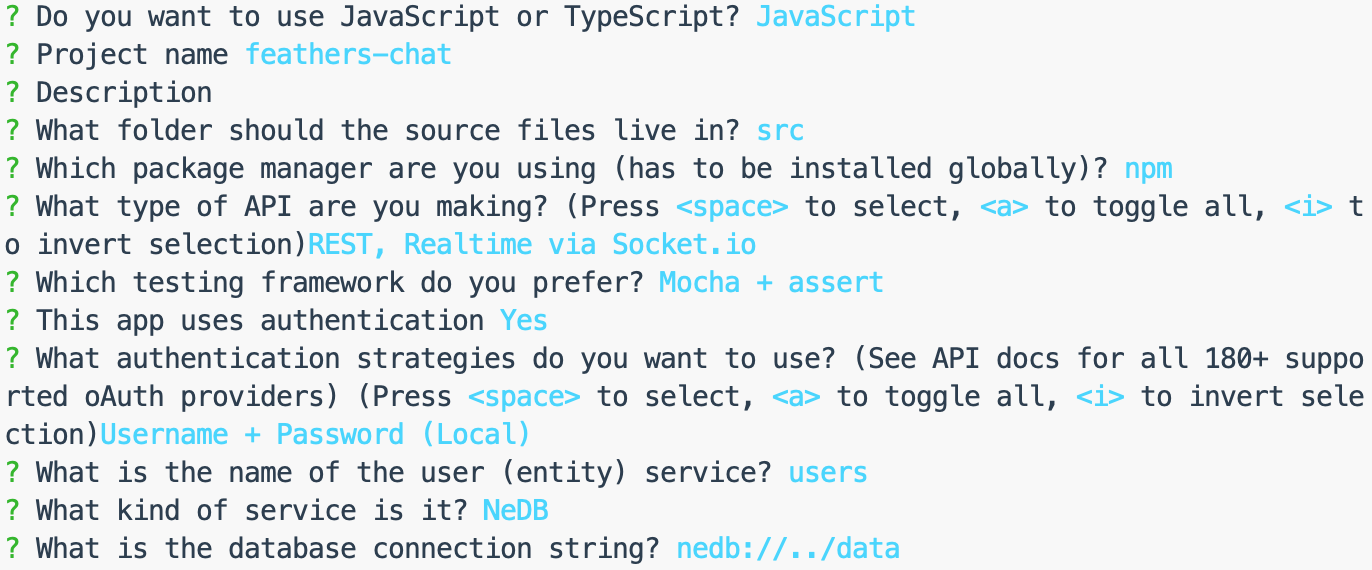 ? Do you want to use JavaScript or TypeScript? JavaScript
? Project name feathers-chat
? Description
? What folder should the source files live in? src
? Which package manager are you using (has to be installed globally)? npm
? What type of API are you making? (Press <space> to select, <a> to toggle all, <i> t
o invert selection)REST, Realtime via Socket.io
? Which testing framework do you prefer? Mocha + assert
? This app uses authentication Yes
? What authentication strategies do you want to use? (See API docs for all 180+ suppo
rted oAuth providers) (Press <space> to select, <a> to toggle all, <i> to invert sele
ction)Username + Password (Local)
? What is the name of the user (entity) service? users
? What kind of service is it? NeDB
? What is the database connection string? nedb://../data